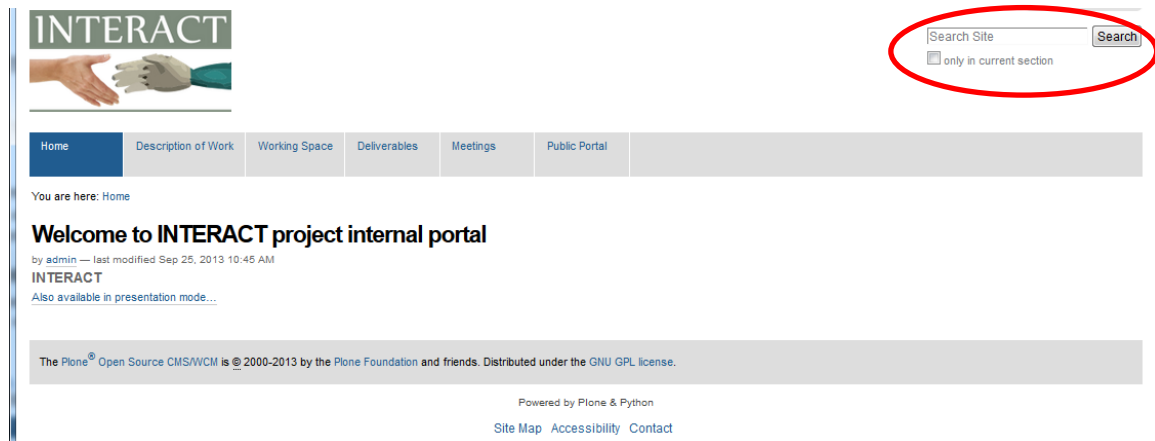 INTERACT
Search Site Search
only in current section
Home Description of Work Working Space Deliverables Meetings Public Portal
You are here: Home
Welcome to INTERACT project internal portal
by admin — last modified Sep 25, 2013 10:45 AM
INTERACT
Also available in presentation mode...
The Plone® Open Source CMS/WCM is © 2000-2013 by the Plone Foundation and friends. Distributed under the GNU GPL license.
Powered by Plone & Python
Site Map Accessibility Contact